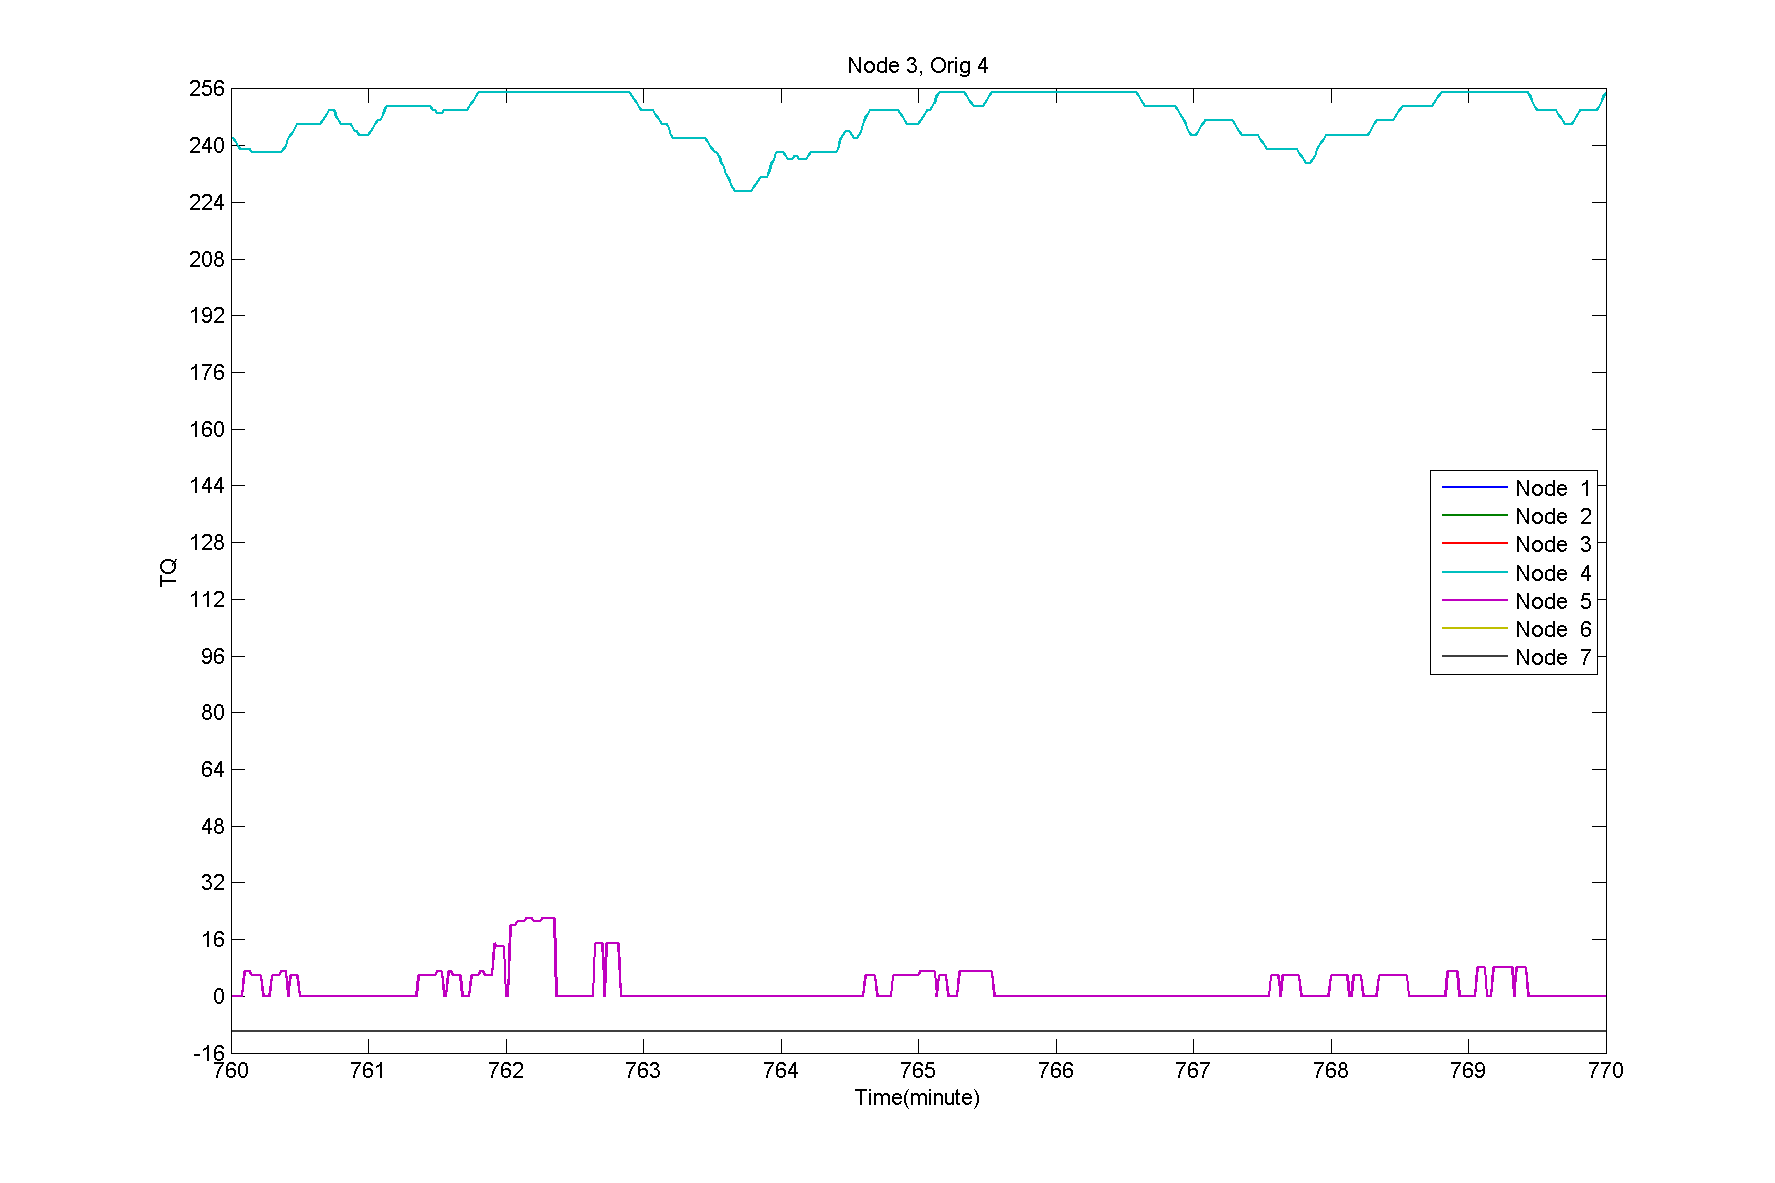 Node 3, Orig 4
256
240
224
208
192
176
160
144
128
112
96
80
64
48
32
16
0
-16
TQ
Node 1
Node 2
Node 3
Node 4
Node 5
Node 6
Node 7
760 761 762 763 764 765 766 767 768 769 770
Time(minute)